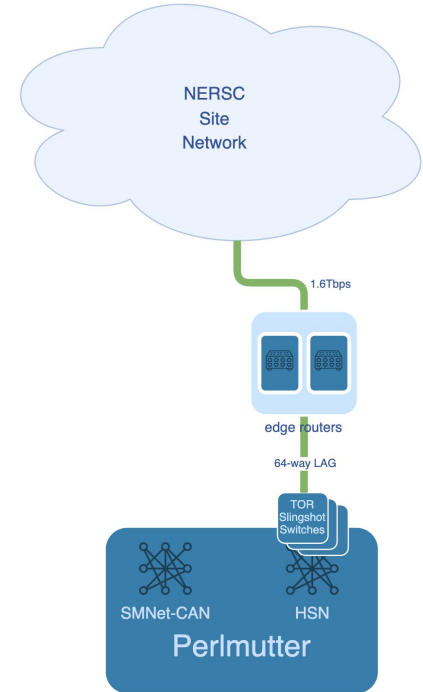 NERSC
Site
Network
1.6Tbps
edge routers
64-way LAG
TOR
Slingshot
Switches
SMNet-CAN
HSN
Perlmutter